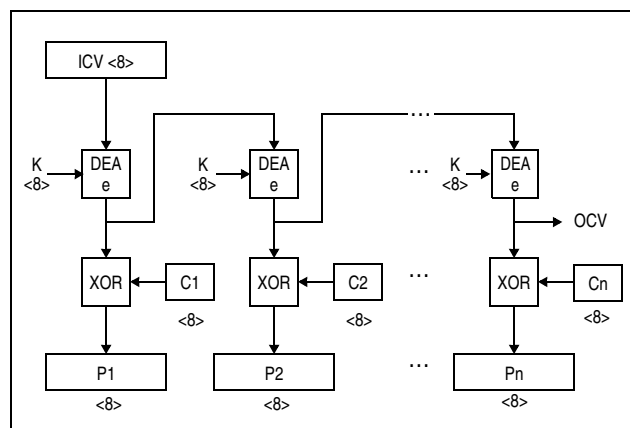 ICV <8>
...
K
<8>
DEA
e
K
<8>
DEA
e
...
K
<8>
DEA
e
OCV
XOR
C1
XOR
C2
...
XOR
Cn
<8>
<8>
<8>
P1
P2
...
Pn
<8>
<8>
<8>